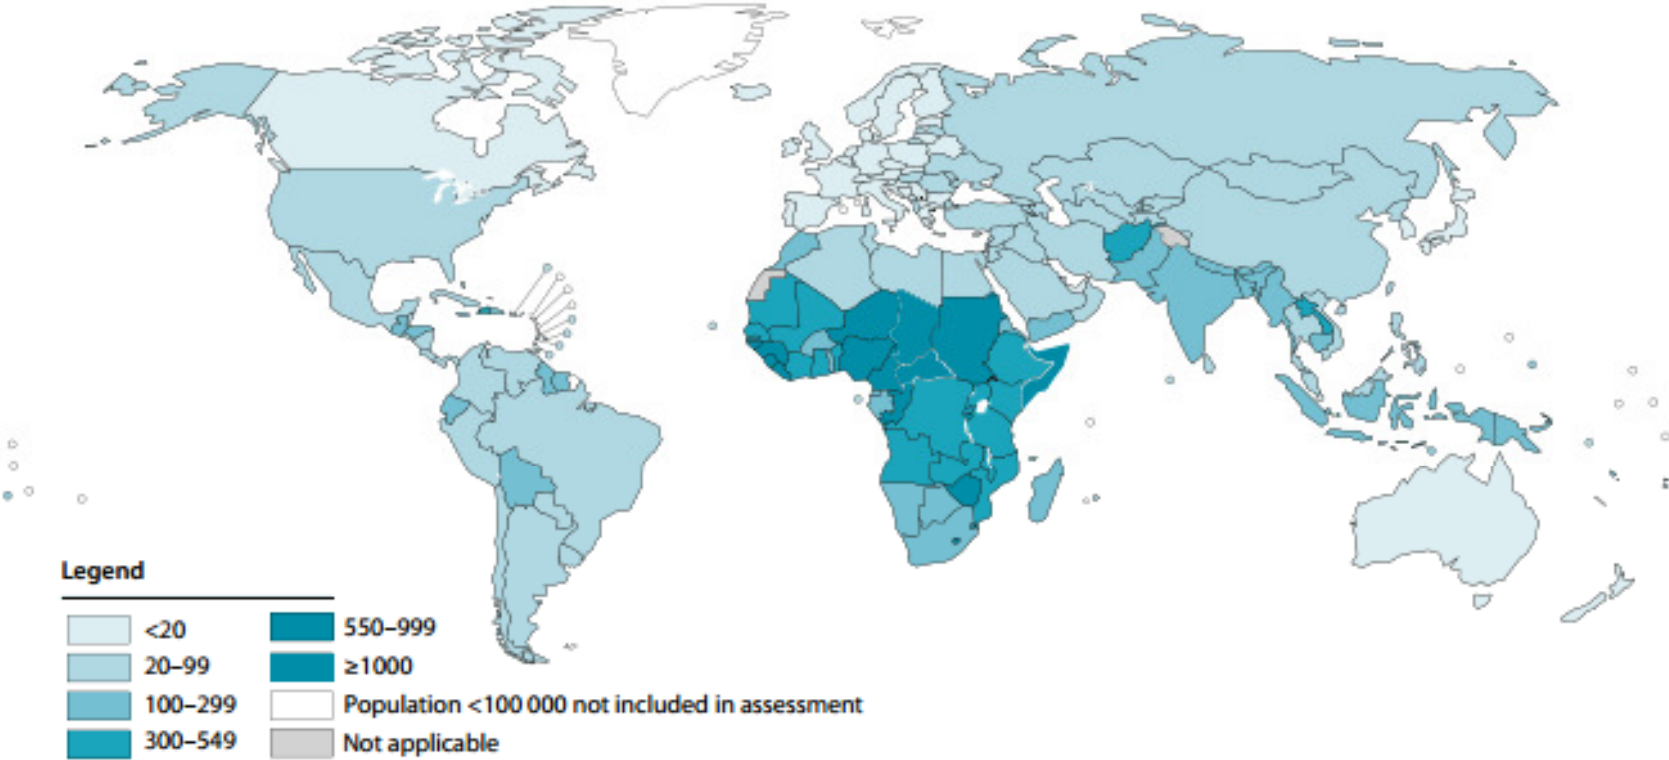 Legend
<20
20–99
100–299
300–549
550–999
≥1000
Population <100 000 not included in assessment
Not applicable